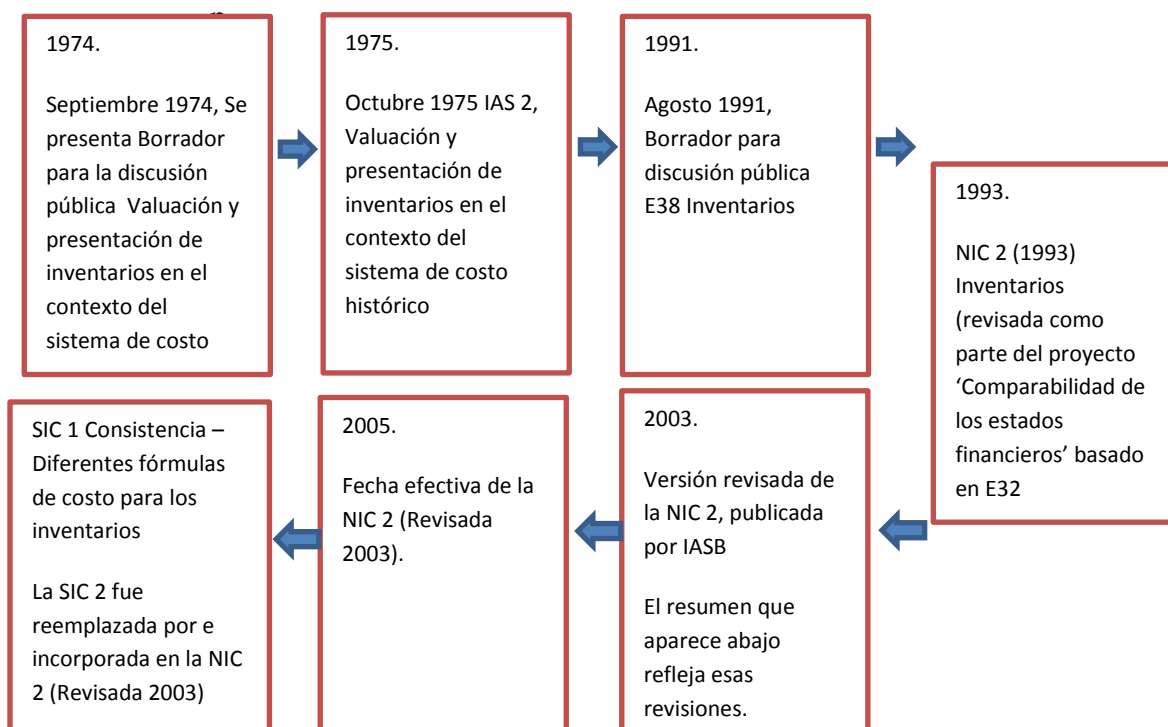 1974.
Septiembre 1974, Se
presenta Borrador
para la discusión
pública Valuación y
presentación de
inventarios en el
contexto del
sistema de costo
1975.
Octubre 1975 IAS 2,
Valuación y
presentación de
inventarios en el
contexto del
sistema de costo
histórico
1991.
Agosto 1991,
Borrador para
discusión pública
E38 Inventarios
1993.
NIC 2 (1993)
Inventarios
(revisada como
parte del proyecto
‘Comparabilidad de
los estados
financieros’ basado
en E32
2003.
Versión revisada de
la NIC 2, publicada
por IASB
El resumen que
aparece abajo
refleja esas
revisiones.
2005.
Fecha efectiva de la
NIC 2 (Revisada
2003).
SIC 1 Consistencia –
Diferentes fórmulas
de costo para los
inventarios
La SIC 2 fue
reemplazada por e
incorporada en la NIC
2 (Revisada 2003)